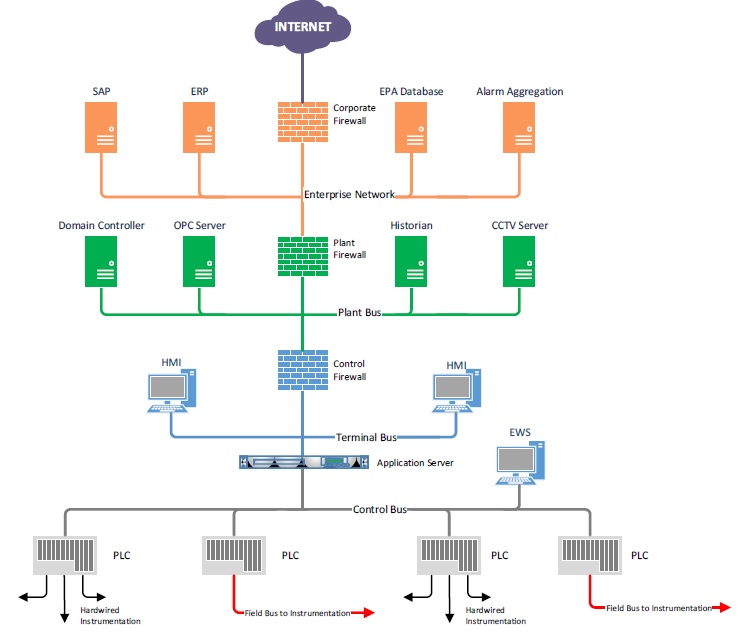 INTERNET
SAP
ERP
Corporate
Firewall
EPA Database
Alarm Aggregation
Enterprise Network
Domain Controller
OPC Server
Plant
Firewall
Historian
CCTV Server
Plant Bus
HMI
Control
Firewall
HMI
Terminal Bus
EWS
Application Server
Control Bus
PLC
PLC
PLC
PLC
Hardwired
Instrumentation
Field Bus to Instrumentation
Hardwired
Instrumentation
Field Bus to Instrumentation